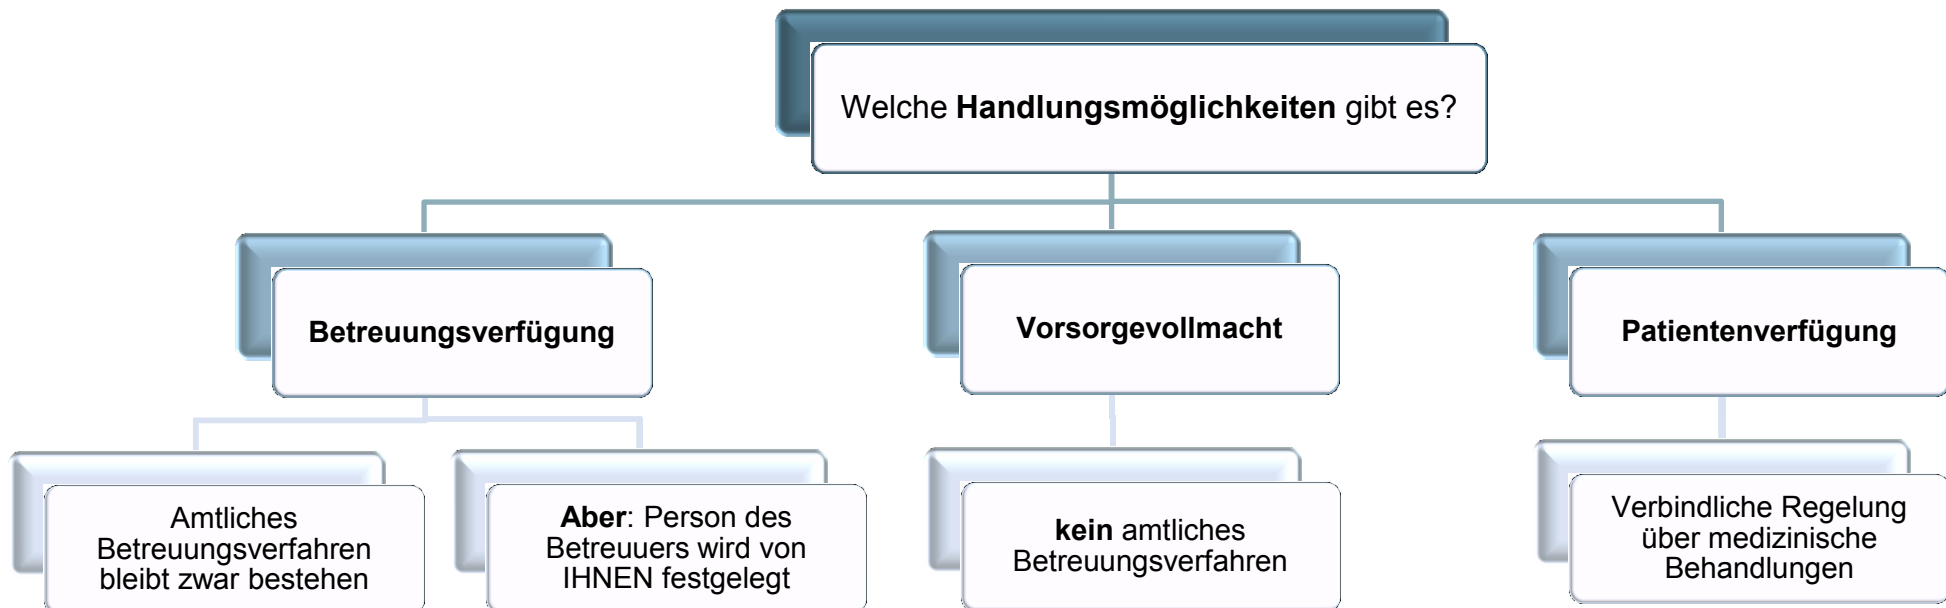 Welche Handlungsmöglichkeiten gibt es?
Betreuungsverfügung
Vorsorgevollmacht
Patientenverfügung
Amtliches
Betreuungsverfahren
bleibt zwar bestehen
Aber: Person des
Betreuuers wird von
IHNEN festgelegt
kein amtliches
Betreuungsverfahren
Verbindliche Regelung
über medizinische
Behandlungen